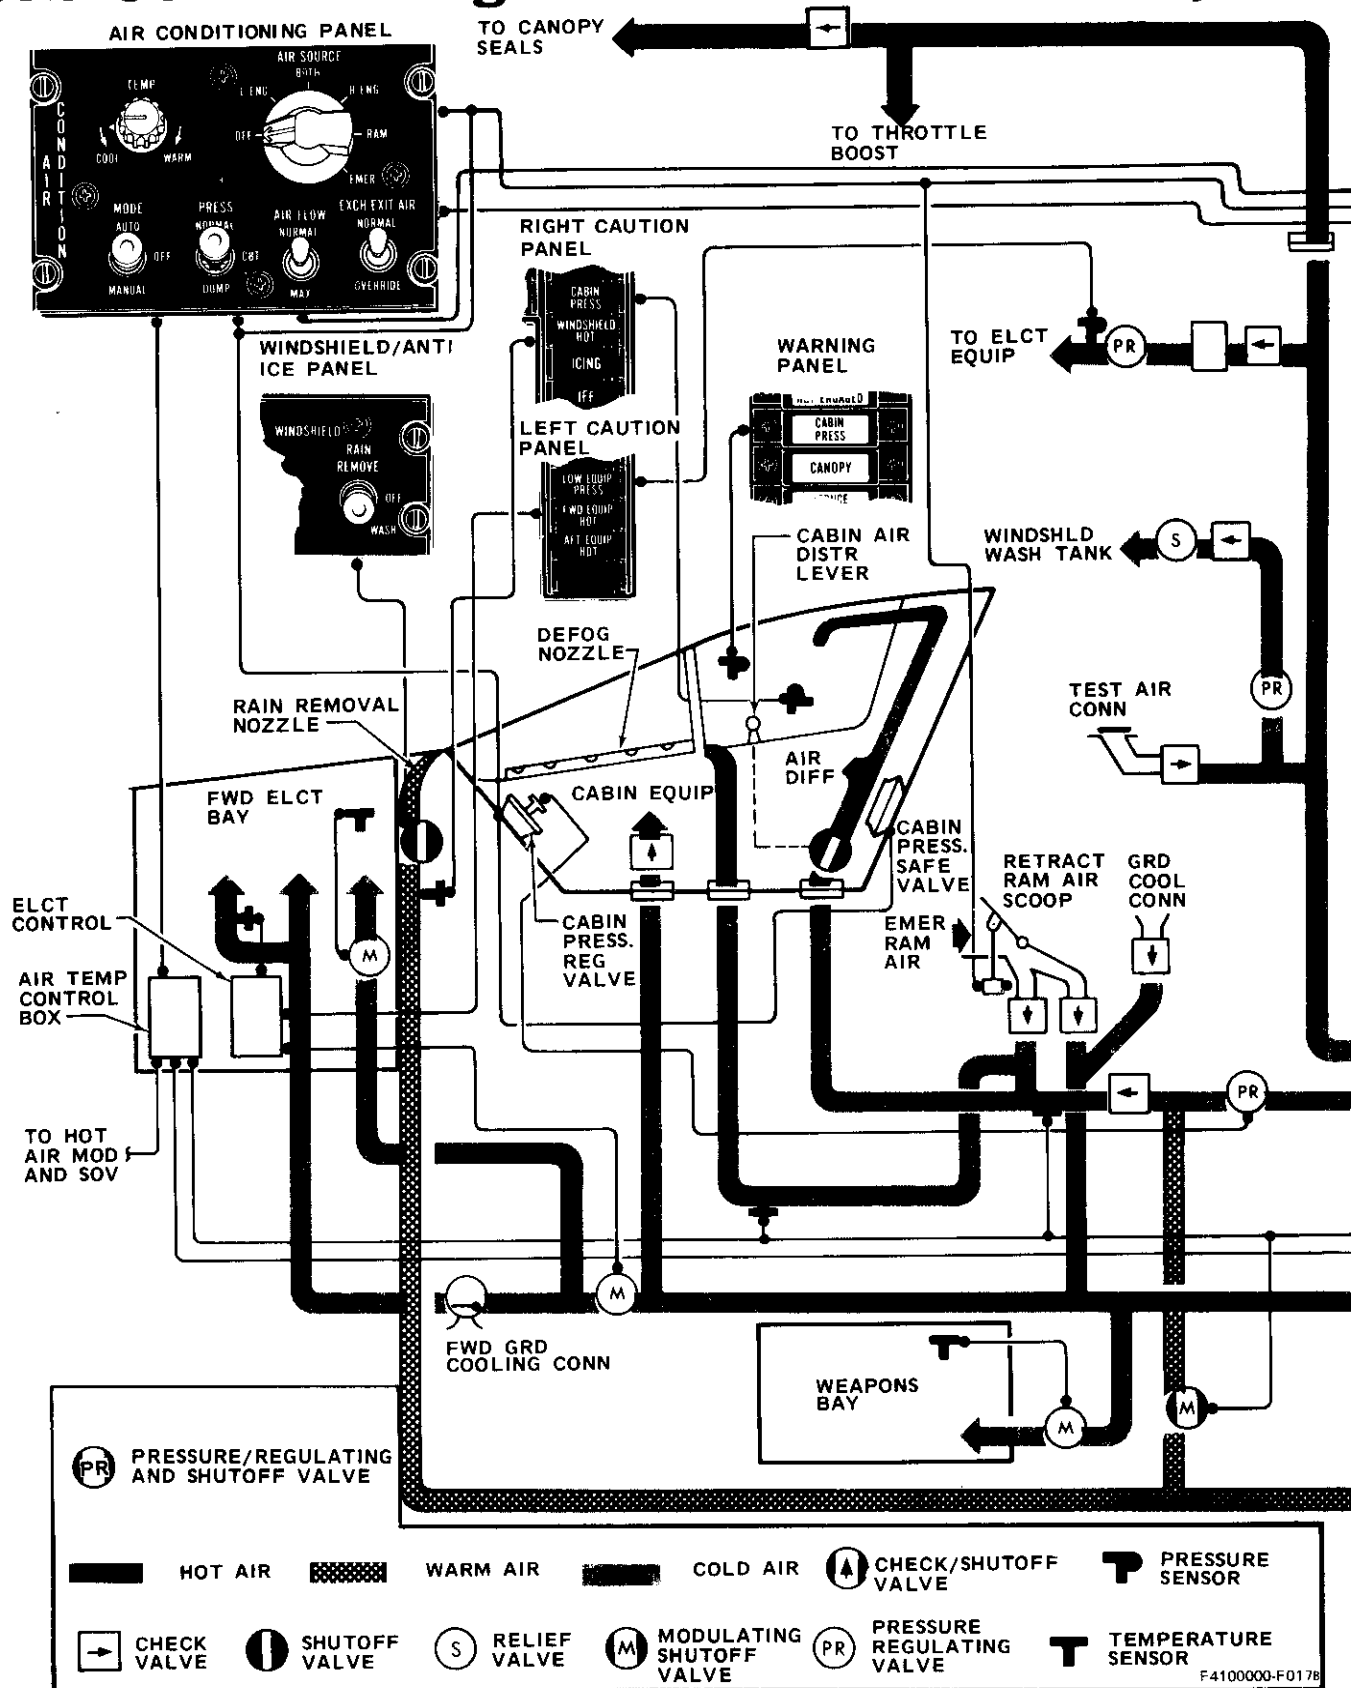 AIR CONDITIONING PANEL
TO CANOPY
SEALS
AIR SOURCE
BOTH
L ENG
R ENG
OFF
RAM
EMER
TEMP
COOL
WARM
AIR
CONDITION
MODE
AUTO
OFF
MANUAL
PRESS
NORMAL
DUMP
AIR FLOW
NORMAL
MAX
EXCH EXIT AIR
NORMAL
OVERRIDE
TO THROTTLE
BOOST
RIGHT CAUTION
PANEL
CABIN
PRESS
WINDSHIELD
HOT
ICING
IFF
WINDSHIELD/ANTI
ICE PANEL
WINDSHIELD
RAIN
REMOVE
OFF
WASH
LEFT CAUTION
PANEL
LOW EQUIP
PRESS
FWD EQUIP
HOT
AFT EQUIP
HOT
WARNING
PANEL
NOT ENGAGED
CABIN
PRESS
CANOPY
TO ELCT
EQUIP
PR
CABIN AIR
DISTR
LEVER
WINDSHLD
WASH TANK
S
DEFOG
NOZZLE
RAIN REMOVAL
NOZZLE
TEST AIR
CONN
PR
AIR
DIFF
FWD ELCT
BAY
CABIN EQUIP
CABIN
PRESS.
SAFE
VALVE
RETRACT
RAM AIR
SCOOP
GRD
COOL
CONN
ELCT
CONTROL
M
CABIN
PRESS.
REG
VALVE
EMER
RAM
AIR
AIR TEMP
CONTROL
BOX
PR
TO HOT
AIR MOD
AND SOV
M
FWD GRD
COOLING CONN
WEAPONS
BAY
M
M
PR
PRESSURE/REGULATING
AND SHUTOFF VALVE
HOT AIR
WARM AIR
COLD AIR
CHECK/SHUTOFF
VALVE
PRESSURE
SENSOR
CHECK
VALVE
SHUTOFF
VALVE
S
RELIEF
VALVE
M
MODULATING
SHUTOFF
VALVE
PR
PRESSURE
REGULATING
VALVE
TEMPERATURE
SENSOR
F4100000-F017B